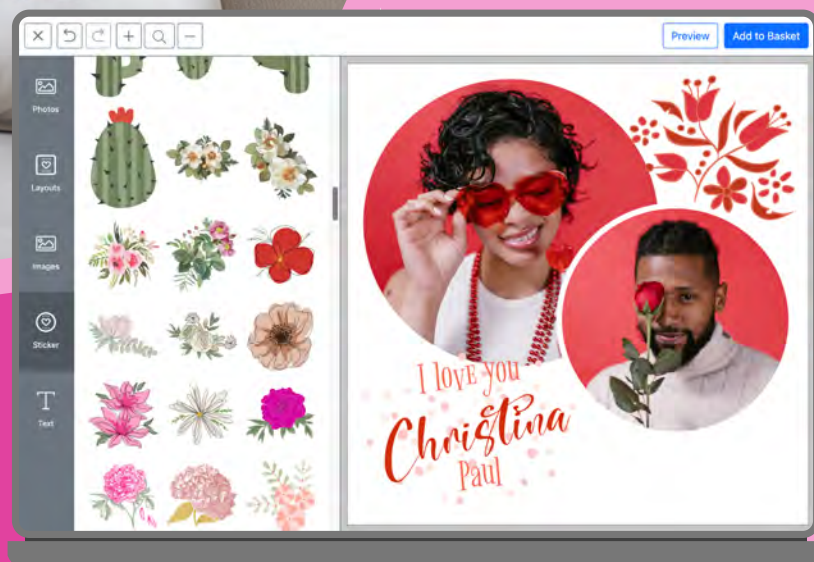 Preview
Add to Basket
Photos
Layouts
Images
Sticker
Text
I love you
Christina
Paul